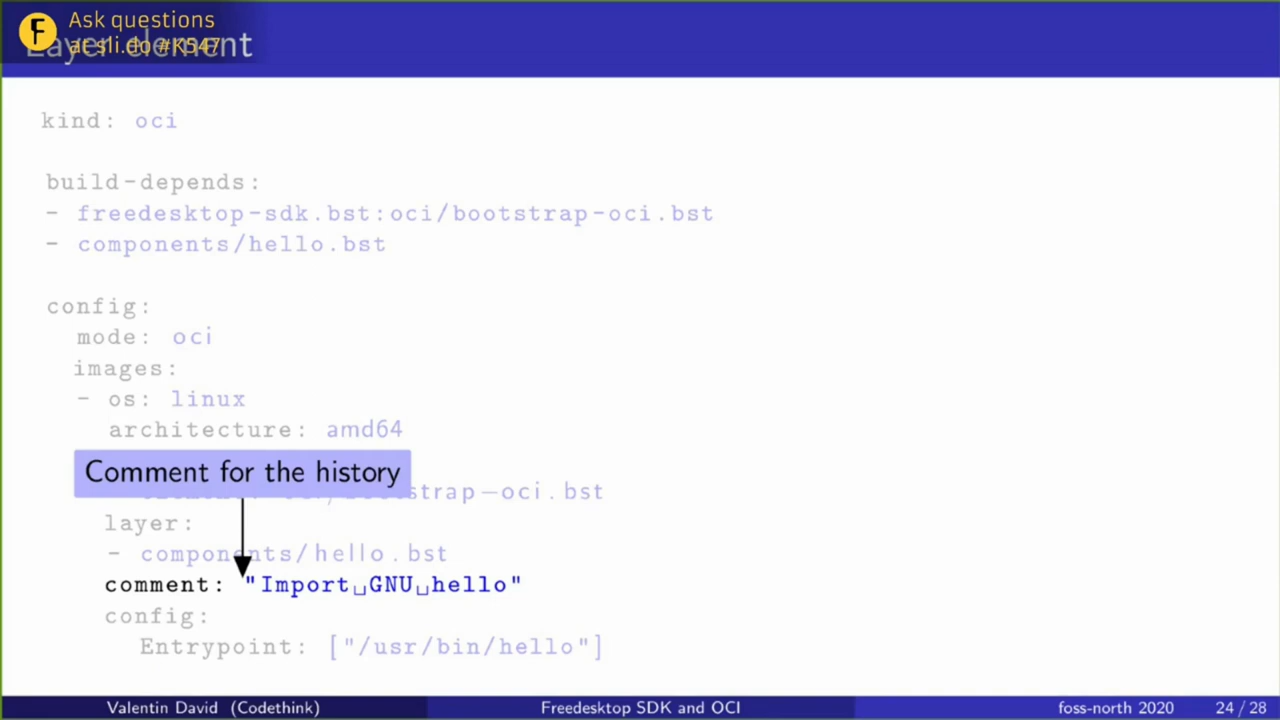 Ask questions
at sli.do #K547
Layer element
kind: oci
build-depends:
- freedesktop-sdk.bst:oci/bootstrap-oci.bst
- components/hello.bst
config:
mode: oci
images:
- os: linux
architecture: amd64
Comment for the history
layer:
- components/hello.bst
comment: "Import␣GNU␣hello"
config:
Entrypoint: ["/usr/bin/hello"]
Valentin David (Codethink)
Freedesktop SDK and OCI
foss-north 2020
24 / 28